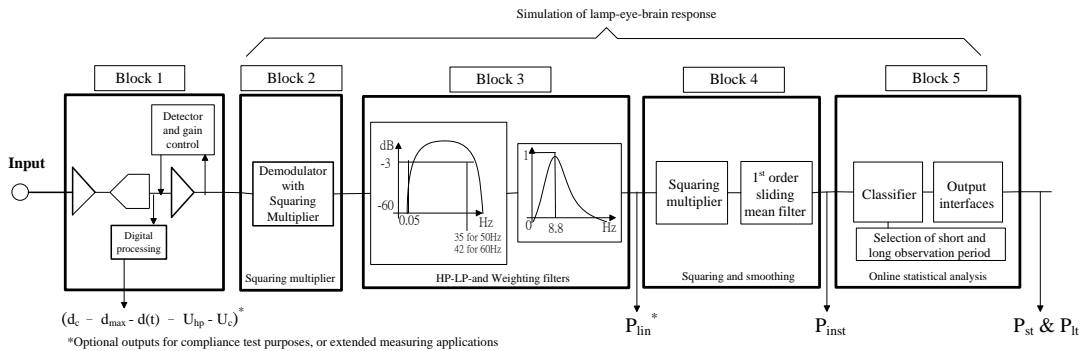 Simulation of lamp-eye-brain response
Block 1
Block 2
Block 3
Block 4
Block 5
Input
Detector
and gain
control
Digital
processing
Demodulator
with
Squaring
Multiplier
Squaring multiplier
dB
-3
-60
0.05
Hz
35 for 50Hz
42 for 60Hz
1
0
8.8
Hz
HP-LP-and Weighting filters
Squaring
multiplier
1st order
sliding
mean filter
Squaring and smoothing
Classifier
Output
interfaces
Selection of short and
long observation period
Online statistical analysis
(dc - dmax - d(t) - Uhp - Uc)*
Plin*
Pinst
Pst & Plt
*Optional outputs for compliance test purposes, or extended measuring applications